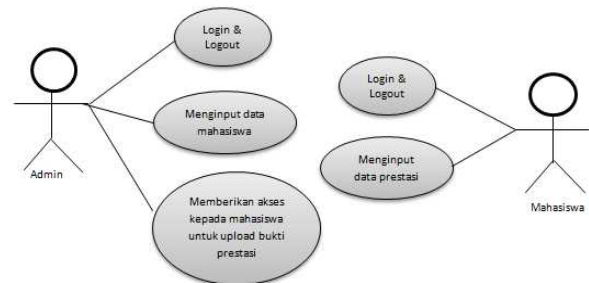 Login &
Logout
Menginput data
mahasiswa
Memberikan akses
kepada mahasiswa
untuk upload bukti
prestasi
Admin
Login &
Logout
Menginput
data prestasi
Mahasiswa